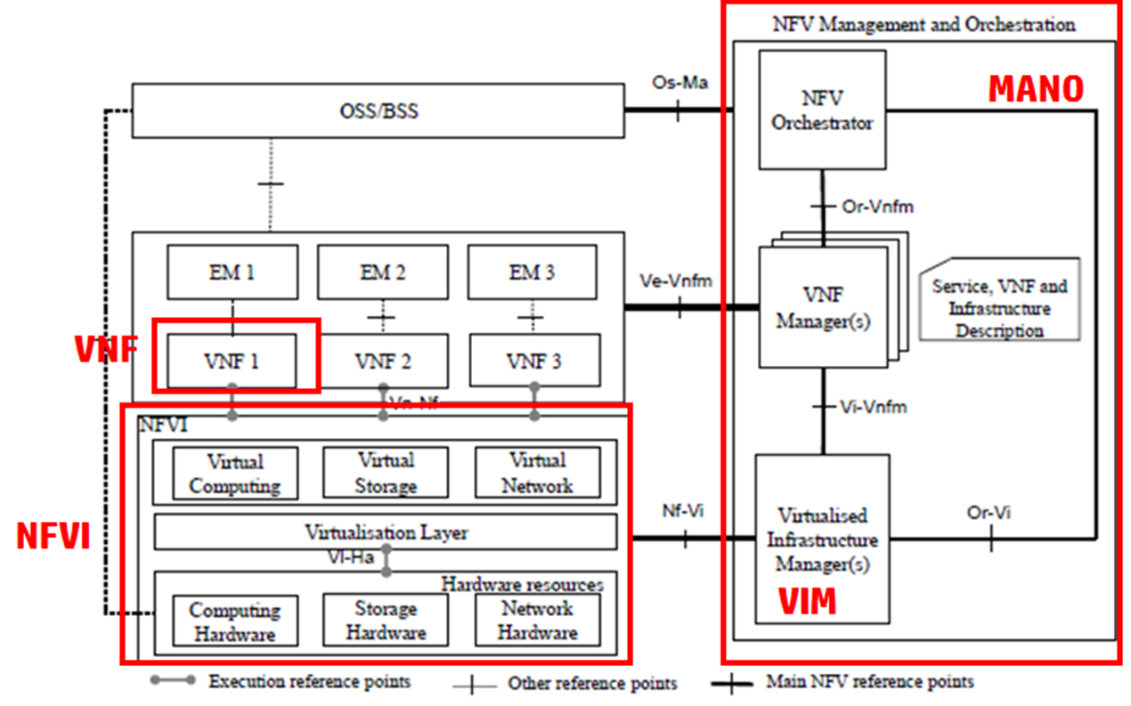 NFV Management and Orchestration
MANO
NFV
Orchestrator
Os-Ma
OSS/BSS
Or-Vnfm
EM 1
EM 2
EM 3
Ve-Vnfm
VNF
Manager(s)
Service, VNF and
Infrastructure
Description
VNF
VNF 1
VNF 2
VNF 3
Vn-Nf
Vi-Vnfm
NFVI
NFVI
Virtual
Computing
Virtual
Storage
Virtual
Network
Virtualisation Layer
Nf-Vi
Virtualised
Infrastructure
Manager(s)
VIM
Or-Vi
Vl-Ha
Hardware resources
Computing
Hardware
Storage
Hardware
Network
Hardware
Execution reference points
Other reference points
Main NFV reference points